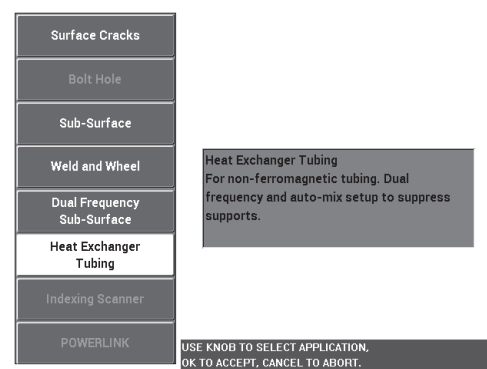 Surface Cracks
Bolt Hole
Sub-Surface
Weld and Wheel
Dual Frequency
Sub-Surface
Heat Exchanger
Tubing
Indexing Scanner
POWERLINK
Heat Exchanger Tubing
For non-ferromagnetic tubing. Dual
frequency and auto-mix setup to suppress
supports.
USE KNOB TO SELECT APPLICATION,
OK TO ACCEPT, CANCEL TO ABORT.